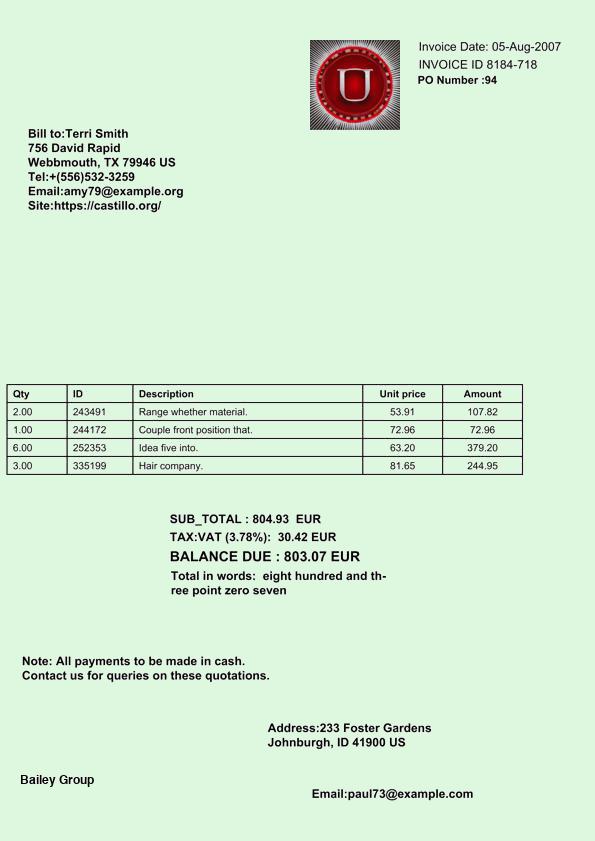 U
Invoice Date: 05-Aug-2007
INVOICE ID 8184-718
PO Number :94
Bill to:Terri Smith
756 David Rapid
Webbmouth, TX 79946 US
Tel:+(556)532-3259
Email:amy79@example.org
Site:https://castillo.org/
Qty ID Description Unit price Amount
2.00 243491 Range whether material. 53.91 107.82
1.00 244172 Couple front position that. 72.96 72.96
6.00 252353 Idea five into. 63.20 379.20
3.00 335199 Hair company. 81.65 244.95
SUB_TOTAL : 804.93 EUR
TAX:VAT (3.78%): 30.42 EUR
BALANCE DUE : 803.07 EUR
Total in words: eight hundred and th-
ree point zero seven
Note: All payments to be made in cash.
Contact us for queries on these quotations.
Address:233 Foster Gardens
Johnburgh, ID 41900 US
Bailey Group
Email:paul73@example.com